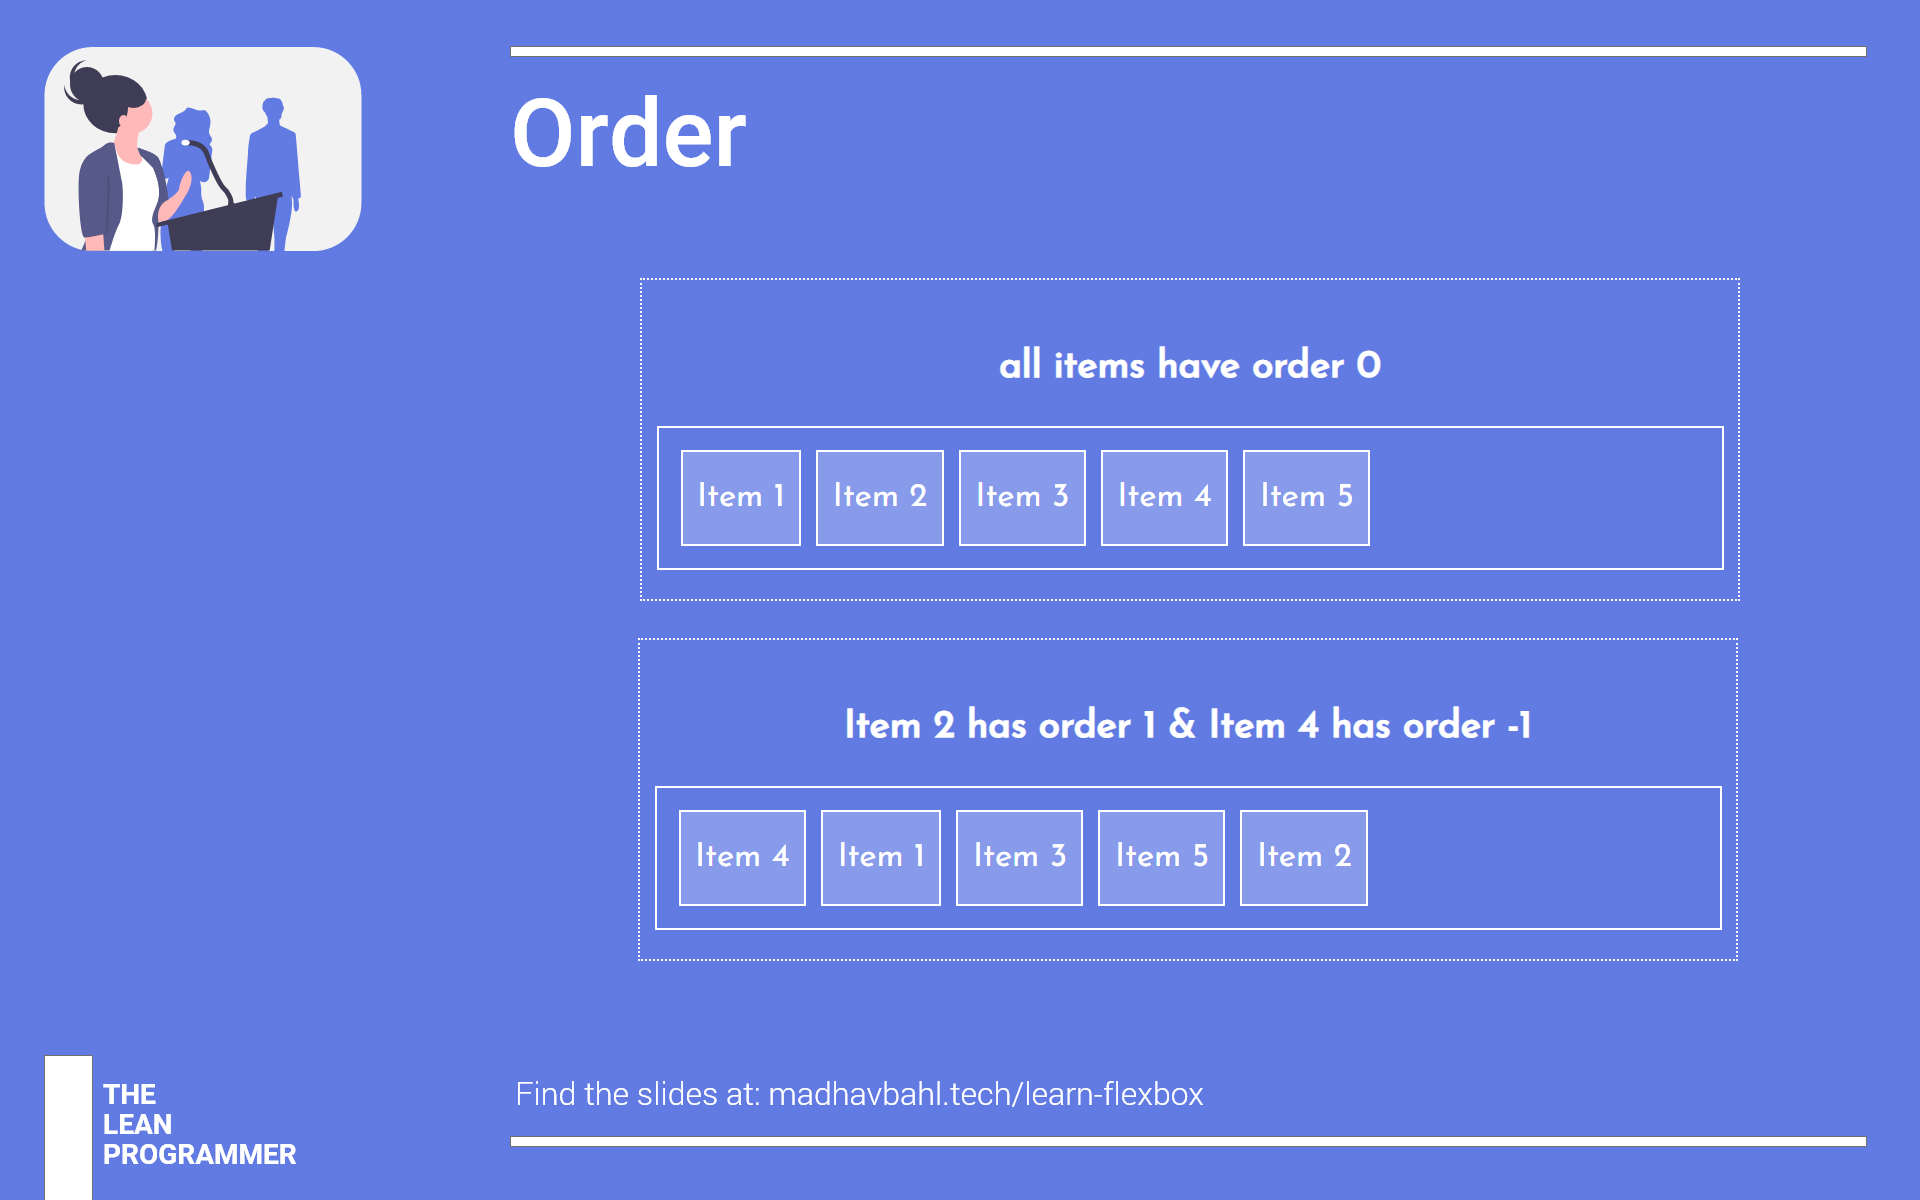 Order
all items have order 0
Item 1 Item 2 Item 3 Item 4 Item 5
Item 2 has order 1 & Item 4 has order -1
Item 4 Item 1 Item 3 Item 5 Item 2
Find the slides at: madhavbahl.tech/learn-flexbox
THE
LEAN
PROGRAMMER